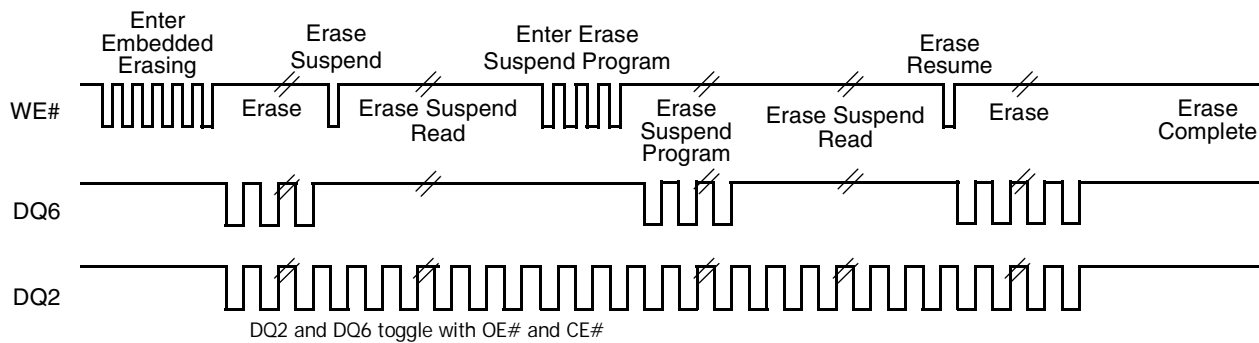 Enter
Embedded
Erasing
Erase
Suspend
Enter Erase
Suspend Program
Erase
Resume
WE#
Erase
Erase Suspend
Read
Erase
Suspend
Program
Erase Suspend
Read
Erase
Erase
Complete
DQ6
DQ2
DQ2 and DQ6 toggle with OE# and CE#